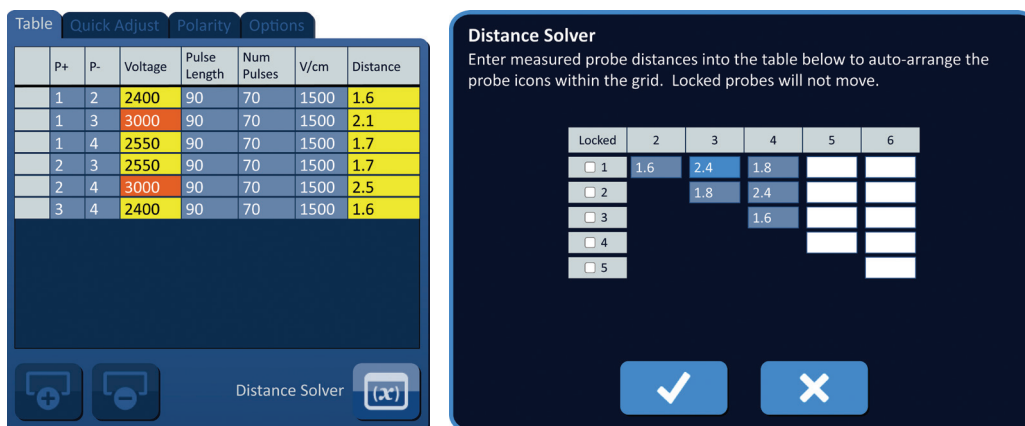 Table Quick Adjust Polarity Options
P+ P- Voltage Pulse Length Num Pulses V/cm Distance
1 2 2400 90 70 1500 1.6
1 3 3000 90 70 1500 2.1
1 4 2550 90 70 1500 1.7
2 3 2550 90 70 1500 1.7
2 4 3000 90 70 1500 2.5
3 4 2400 90 70 1500 1.6
Distance Solver (x)
Distance Solver
Enter measured probe distances into the table below to auto-arrange the
probe icons within the grid. Locked probes will not move.
Locked 2 3 4 5 6
1 1.6 2.4 1.8
2 1.8 2.4
3 1.6
4
5